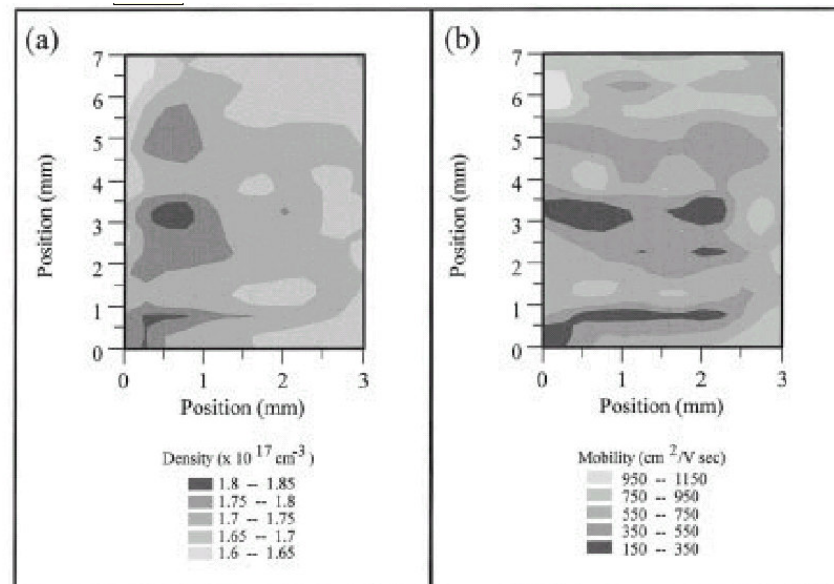 (a)
7
6
5
4
3
2
1
0
Position (mm)
0 1 2 3
Position (mm)
Density (x 10 17 cm-3 )
1.8 -- 1.85
1.75 -- 1.8
1.7 -- 1.75
1.65 -- 1.7
1.6 -- 1.65
(b)
7
6
5
4
3
2
1
0
Position (mm)
0 1 2 3
Position (mm)
Mobility (cm 2/V sec)
950 -- 1150
750 -- 950
550 -- 750
350 -- 550
150 -- 350